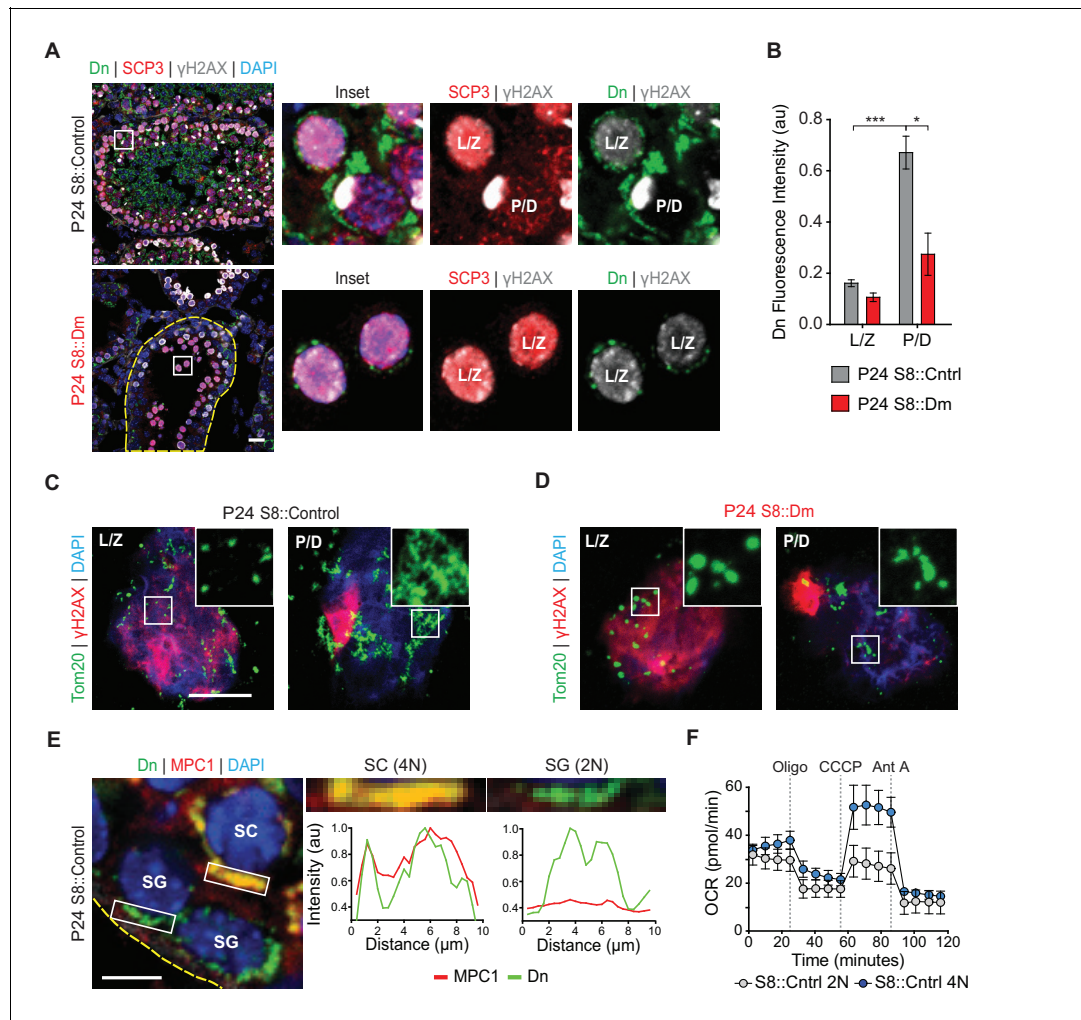 A
Dn | SCP3 | γH2AX | DAPI
P24 S8::Control
Inset
SCP3 | γH2AX
Dn | γH2AX
L/Z
L/Z
L/Z
P/D
P/D
P/D
P24 S8::Dm
Inset
SCP3 | γH2AX
Dn | γH2AX
L/Z
L/Z
L/Z
L/Z
L/Z
L/Z
B
Dn Fluorescence Intensity (au)
0.8
0.6
0.4
0.2
0.0
***
*
L/Z
P/D
P24 S8::Cntrl
P24 S8::Dm
C
P24 S8::Control
Tom20 | γH2AX | DAPI
L/Z
P/D
D
P24 S8::Dm
Tom20 | γH2AX | DAPI
L/Z
P/D
E
Dn | MPC1 | DAPI
P24 S8::Control
SC
SG
SG
SC (4N)
SG (2N)
Intensity (au)
1.0
0.8
0.6
0.4
0 2 4 6 8 10
Distance (μm)
1.0
0.8
0.6
0.4
0 2 4 6 8 10
Distance (μm)
MPC1
Dn
F
Oligo
CCCP
Ant A
OCR (pmol/min)
60
40
20
0
0 20 40 60 80 100 120
Time (minutes)
S8::Cntrl 2N
S8::Cntrl 4N